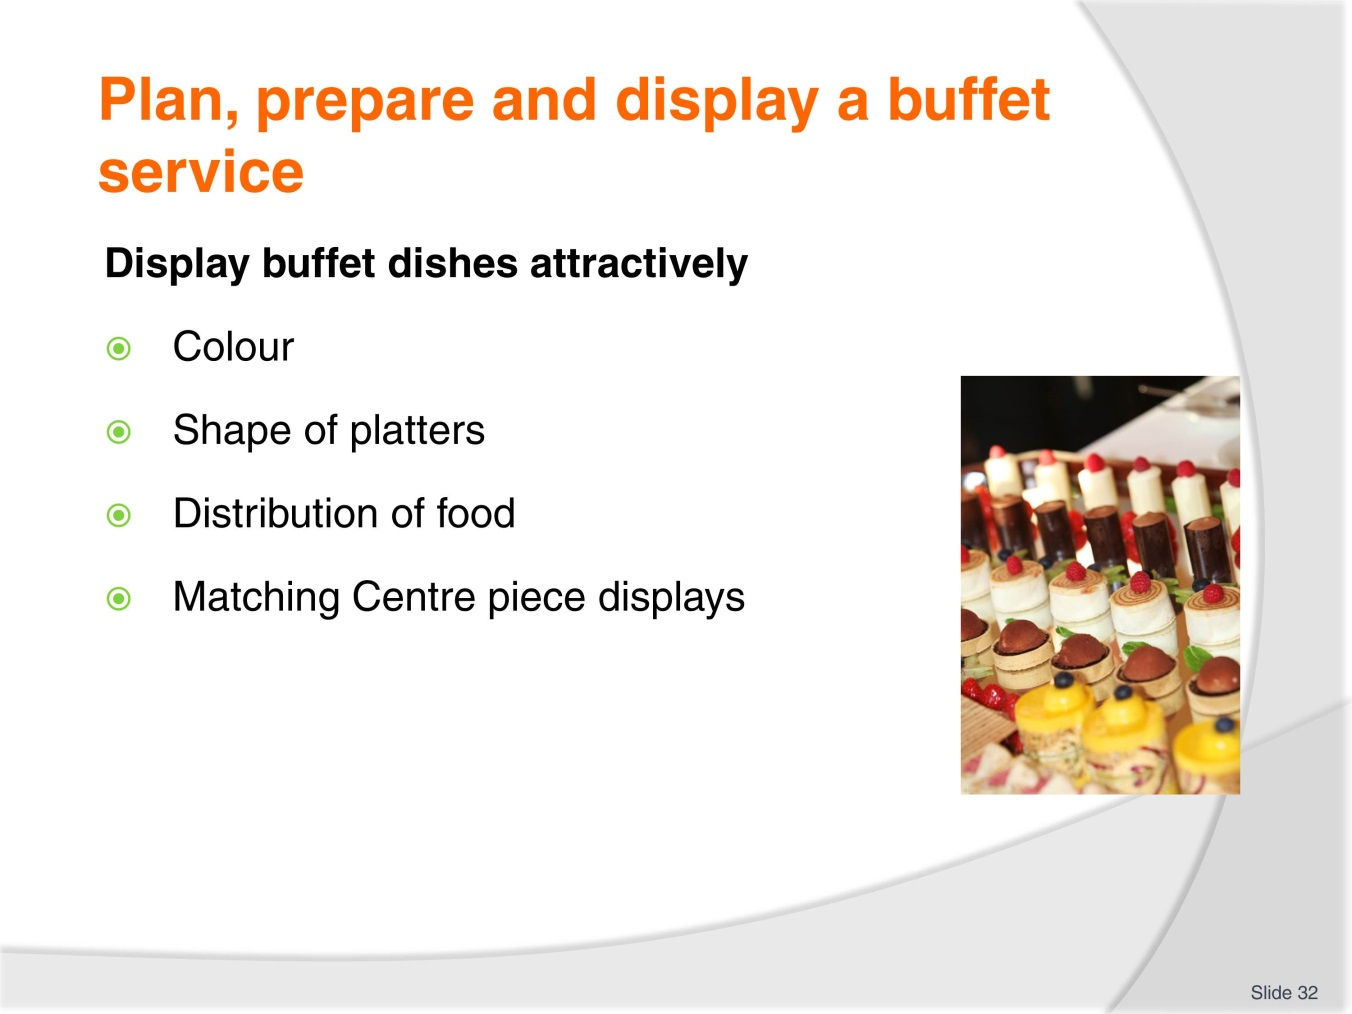 Plan, prepare and display a buffet
service
Display buffet dishes attractively
Colour
Shape of platters
Distribution of food
Matching Centre piece displays
Slide 32